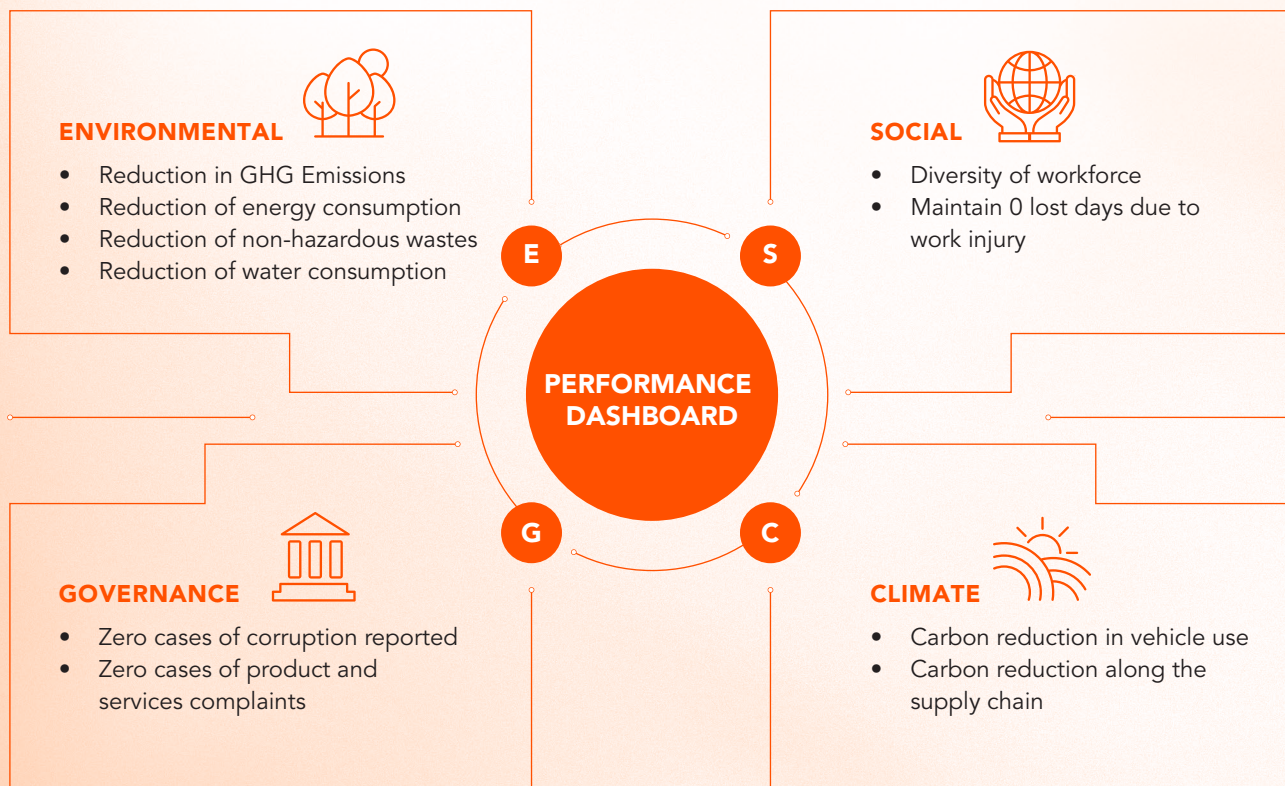 ENVIRONMENTAL
• Reduction in GHG Emissions
• Reduction of energy consumption
• Reduction of non-hazardous wastes
• Reduction of water consumption
SOCIAL
• Diversity of workforce
• Maintain 0 lost days due to
work injury
E
S
PERFORMANCE
DASHBOARD
G
C
GOVERNANCE
• Zero cases of corruption reported
• Zero cases of product and
services complaints
CLIMATE
• Carbon reduction in vehicle use
• Carbon reduction along the
supply chain